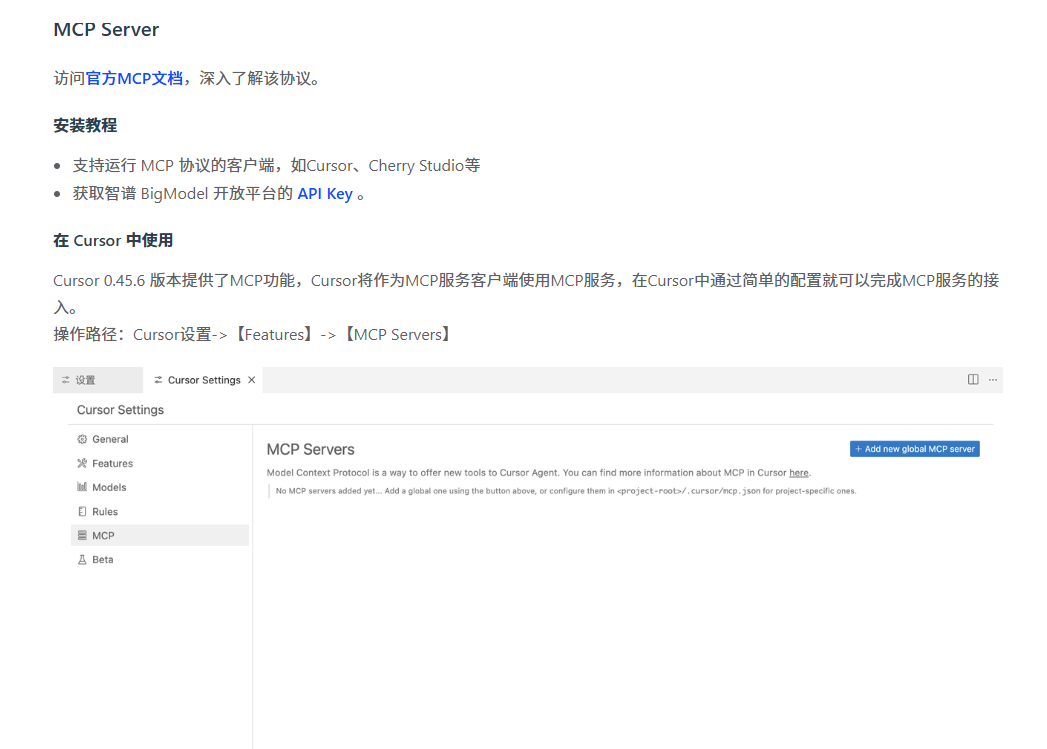 MCP Server
访问官方MCP文档，深入了解该协议。
安装教程
• 支持运行 MCP 协议的客户端，如Cursor、Cherry Studio等
• 获取智谱 BigModel 开放平台的 API Key 。
在 Cursor 中使用
Cursor 0.45.6 版本提供了MCP功能，Cursor将作为MCP服务客户端使用MCP服务，在Cursor中通过简单的配置就可以完成MCP服务的接
入。
操作路径：Cursor设置->【Features】->【MCP Servers】
设置 Cursor Settings ×
Cursor Settings
General
Features
Models
Rules
MCP
Beta
MCP Servers
+ Add new global MCP server
Model Context Protocol is a way to offer new tools to Cursor Agent. You can find more information about MCP in Cursor here.
No MCP servers added yet... Add a global one using the button above, or configure them in <project-root>/.cursor/mcp.json for project-specific ones.